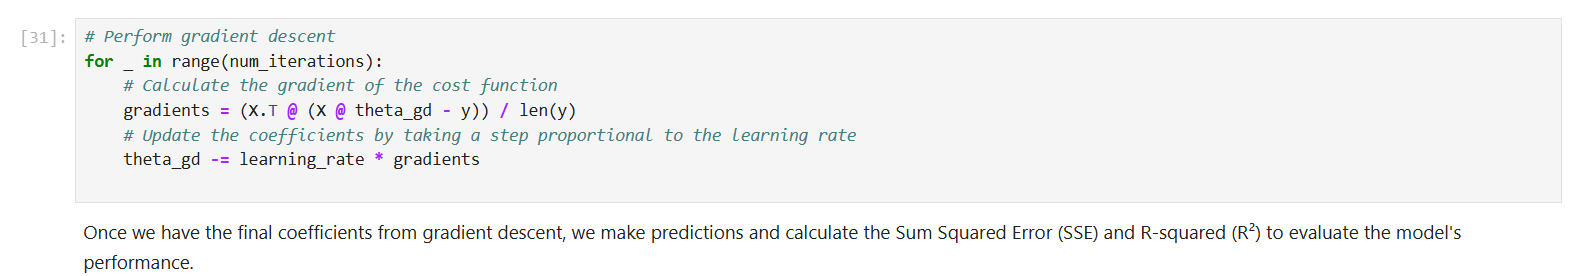 [31]: # Perform gradient descent
for _ in range(num_iterations):
    # Calculate the gradient of the cost function
    gradients = (X.T @ (X @ theta_gd - y)) / len(y)
    # Update the coefficients by taking a step proportional to the learning rate
    theta_gd -= learning_rate * gradients
Once we have the final coefficients from gradient descent, we make predictions and calculate the Sum Squared Error (SSE) and R-squared (R²) to evaluate the model's
performance.